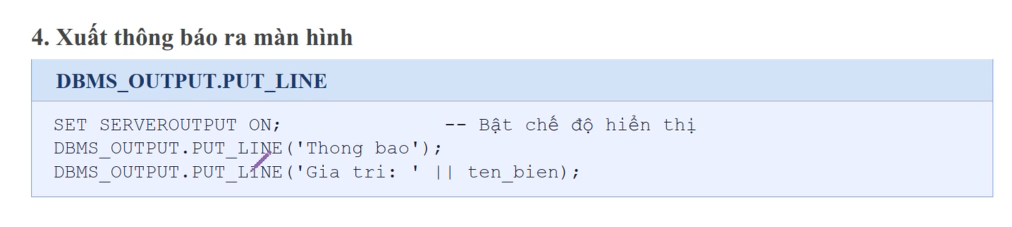 4. Xuất thông báo ra màn hình
DBMS_OUTPUT.PUT_LINE
SET SERVEROUTPUT ON; -- Bật chế độ hiển thị
DBMS_OUTPUT.PUT_LINE('Thong bao');
DBMS_OUTPUT.PUT_LINE('Gia tri: ' || ten_bien);